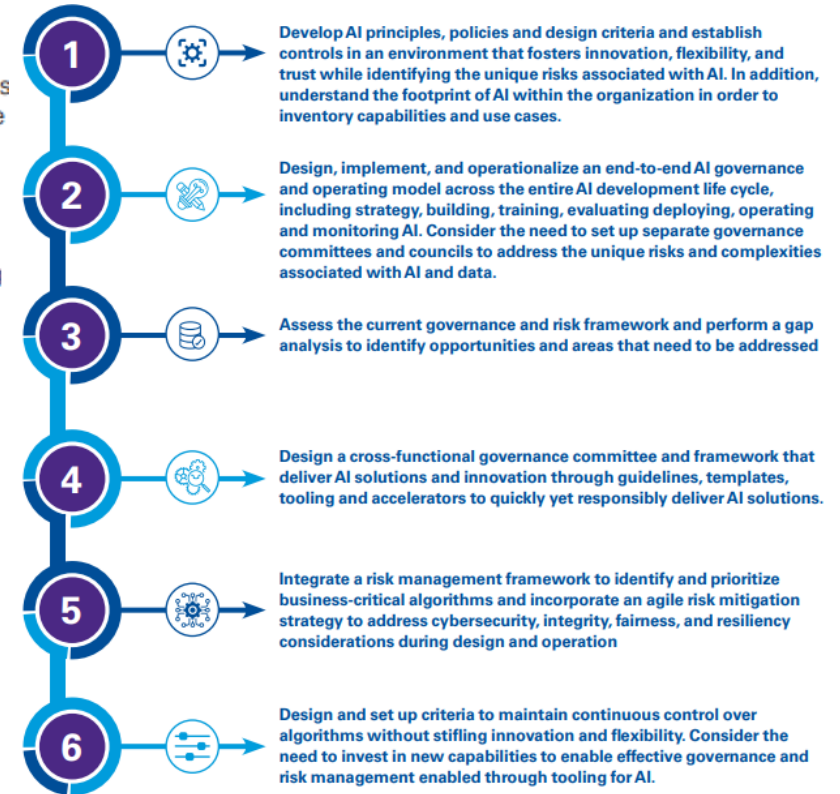 1
Develop AI principles, policies and design criteria and establish
controls in an environment that fosters innovation, flexibility, and
trust while identifying the unique risks associated with AI. In addition,
understand the footprint of AI within the organization in order to
inventory capabilities and use cases.
2
Design, implement, and operationalize an end-to-end AI governance
and operating model across the entire AI development life cycle,
including strategy, building, training, evaluating deploying, operating
and monitoring AI. Consider the need to set up separate governance
committees and councils to address the unique risks and complexities
associated with AI and data.
3
Assess the current governance and risk framework and perform a gap
analysis to identify opportunities and areas that need to be addressed
4
Design a cross-functional governance committee and framework that
deliver AI solutions and innovation through guidelines, templates,
tooling and accelerators to quickly yet responsibly deliver AI solutions.
5
Integrate a risk management framework to identify and prioritize
business-critical algorithms and incorporate an agile risk mitigation
strategy to address cybersecurity, integrity, fairness, and resiliency
considerations during design and operation
6
Design and set up criteria to maintain continuous control over
algorithms without stifling innovation and flexibility. Consider the
need to invest in new capabilities to enable effective governance and
risk management enabled through tooling for AI.